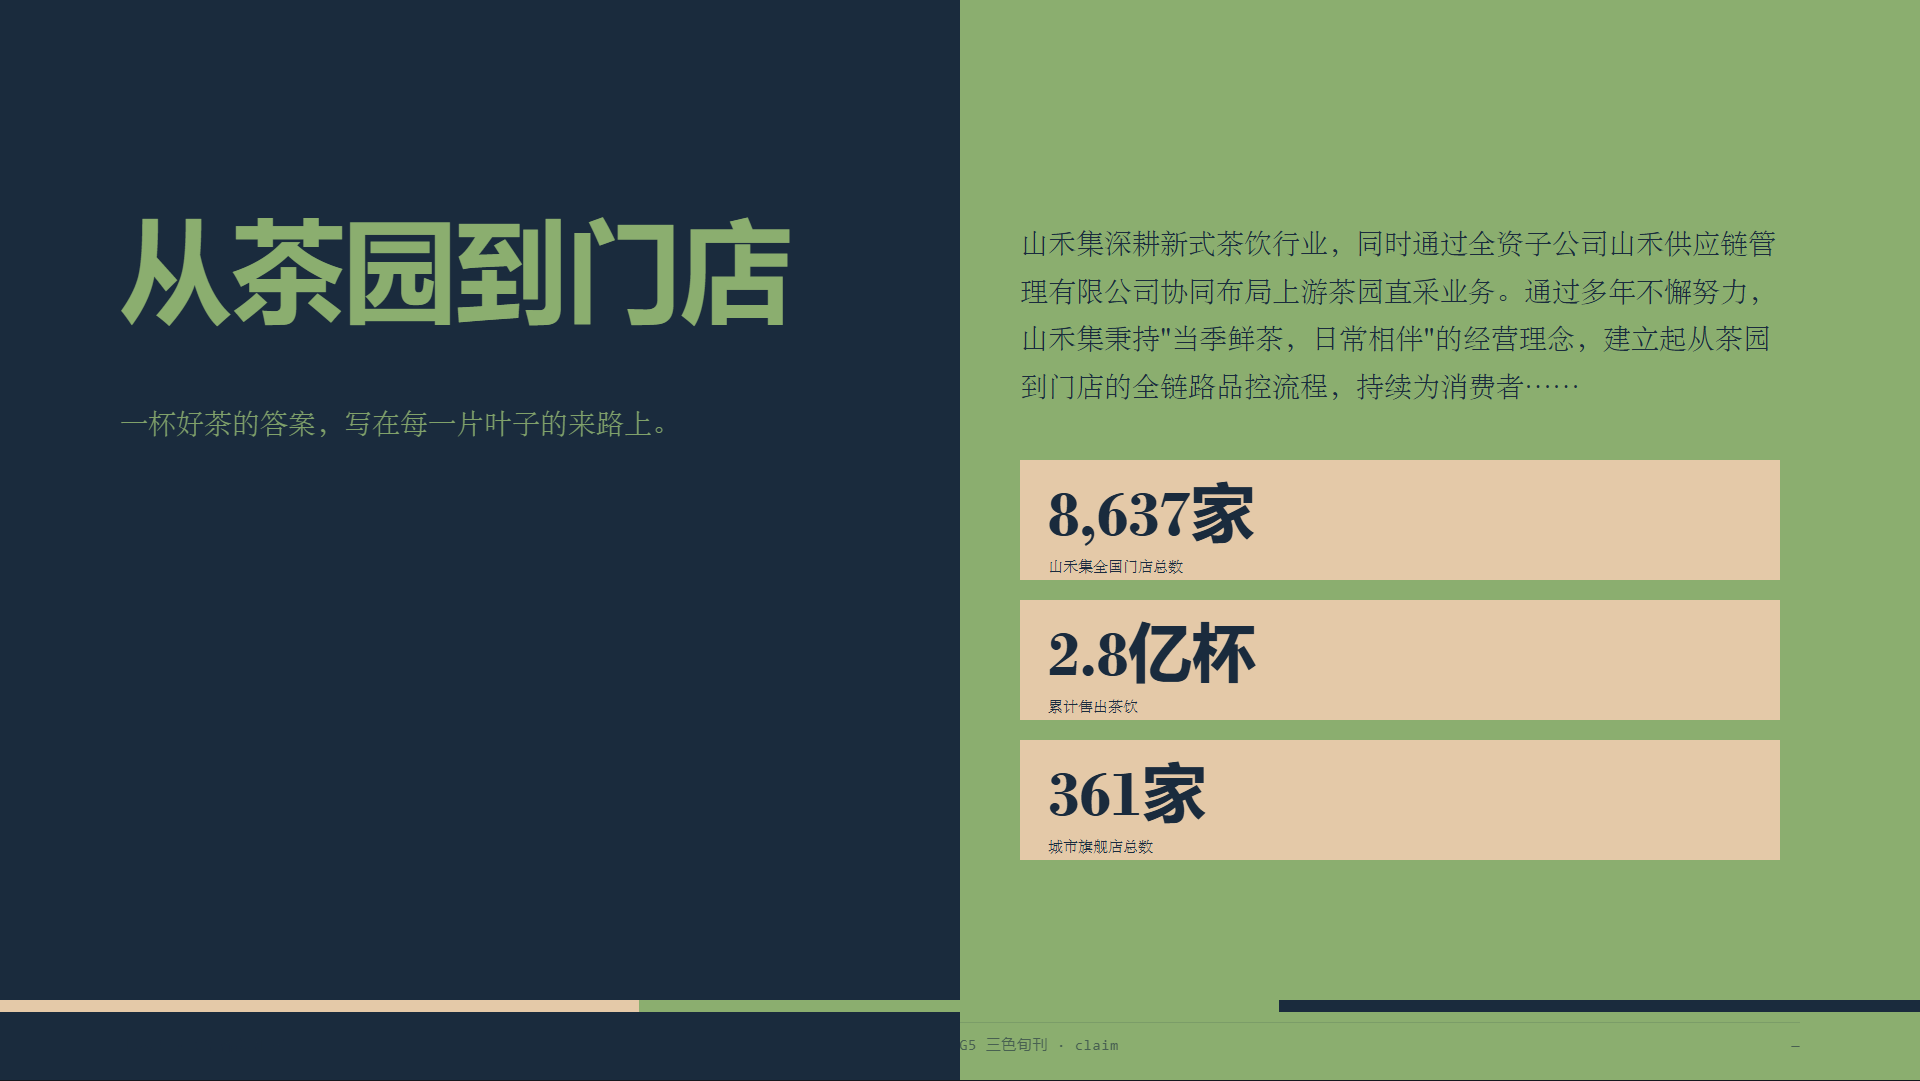 从茶园到门店
一杯好茶的答案，写在每一片叶子的来路上。
山禾集深耕新式茶饮行业，同时通过全资子公司山禾供应链管
理有限公司协同布局上游茶园直采业务。通过多年不懈努力，
山禾集秉持"当季鲜茶，日常相伴"的经营理念，建立起从茶园
到门店的全链路品控流程，持续为消费者……
8,637家
山禾集全国门店总数
2.8亿杯
累计售出茶饮
361家
城市旗舰店总数
G5 三色旬刊 · claim
—